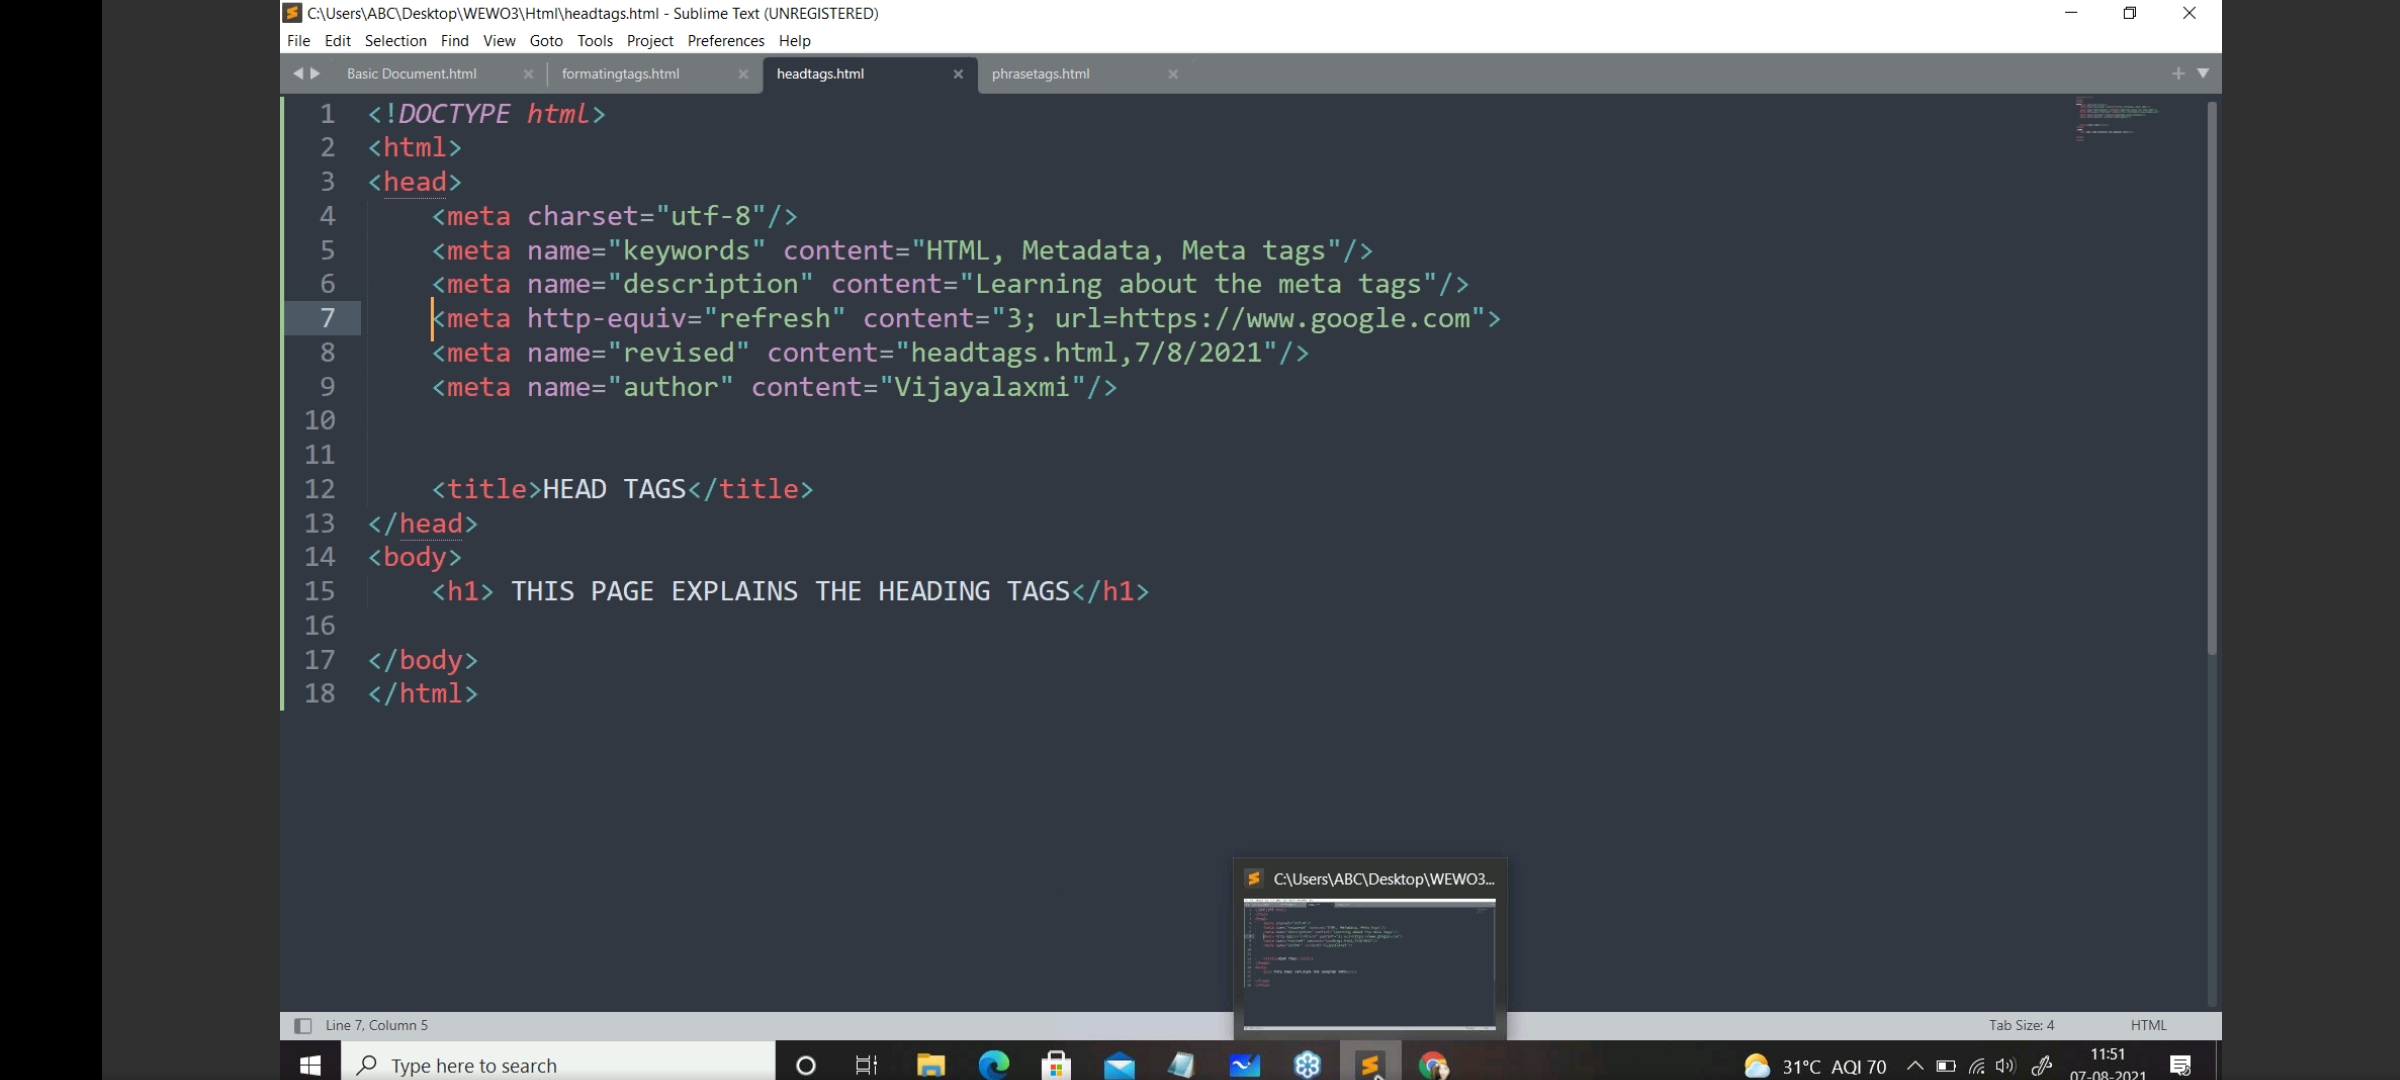 C:\Users\ABC\Desktop\WEWO3\Html\headtags.html - Sublime Text (UNREGISTERED)
File Edit Selection Find View Goto Tools Project Preferences Help
Basic Document.html formatingtags.html headtags.html phrasetags.html
1 <!DOCTYPE html>
2 <html>
3 <head>
4 <meta charset="utf-8"/>
5 <meta name="keywords" content="HTML, Metadata, Meta tags"/>
6 <meta name="description" content="Learning about the meta tags"/>
7 <meta http-equiv="refresh" content="3; url=https://www.google.com">
8 <meta name="revised" content="headtags.html,7/8/2021"/>
9 <meta name="author" content="Vijayalaxmi"/>
10
11
12 <title>HEAD TAGS</title>
13 </head>
14 <body>
15 <h1> THIS PAGE EXPLAINS THE HEADING TAGS</h1>
16
17 </body>
18 </html>
C:\Users\ABC\Desktop\WEWO3...
Line 7, Column 5 Tab Size: 4 HTML
Type here to search 31°C AQI 70 11:51
07-08-2021